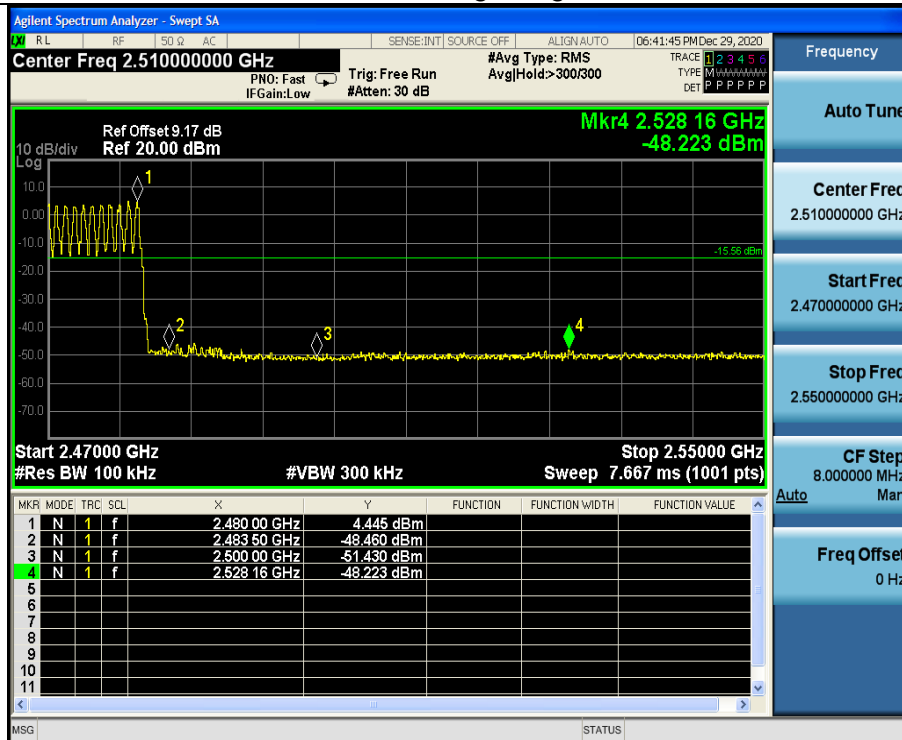 Agilent Spectrum Analyzer - Swept SA
LXI RL RF 50 Ω AC SENSE:INT SOURCE OFF ALIGN AUTO 06:41:45 PM Dec 29, 2020
Center Freq 2.510000000 GHz #Avg Type: RMS TRACE 1 2 3 4 5 6
PNO: Fast Trig: Free Run Avg|Hold:>300/300 TYPE M
IFGain:Low #Atten: 30 dB DET P P P P P P
Frequency
Mkr4 2.528 16 GHz
-48.223 dBm
Ref Offset 9.17 dB
10 dB/div Ref 20.00 dBm
Log
10.0
0.00
-10.0
-20.0
-30.0
-40.0
-50.0
-60.0
-70.0
1
2
3
4
-15.56 dBm
Start 2.47000 GHz Stop 2.55000 GHz
#Res BW 100 kHz #VBW 300 kHz Sweep 7.667 ms (1001 pts)
MKR MODE TRC SCL X Y FUNCTION FUNCTION WIDTH FUNCTION VALUE
1 N 1 f 2.480 00 GHz 4.445 dBm
2 N 1 f 2.483 50 GHz -48.460 dBm
3 N 1 f 2.500 00 GHz -51.430 dBm
4 N 1 f 2.528 16 GHz -48.223 dBm
5
6
7
8
9
10
11
MSG STATUS
Auto Tune
Center Freq
2.510000000 GHz
Start Freq
2.470000000 GHz
Stop Freq
2.550000000 GHz
CF Step
8.000000 MHz
Auto Man
Freq Offset
0 Hz